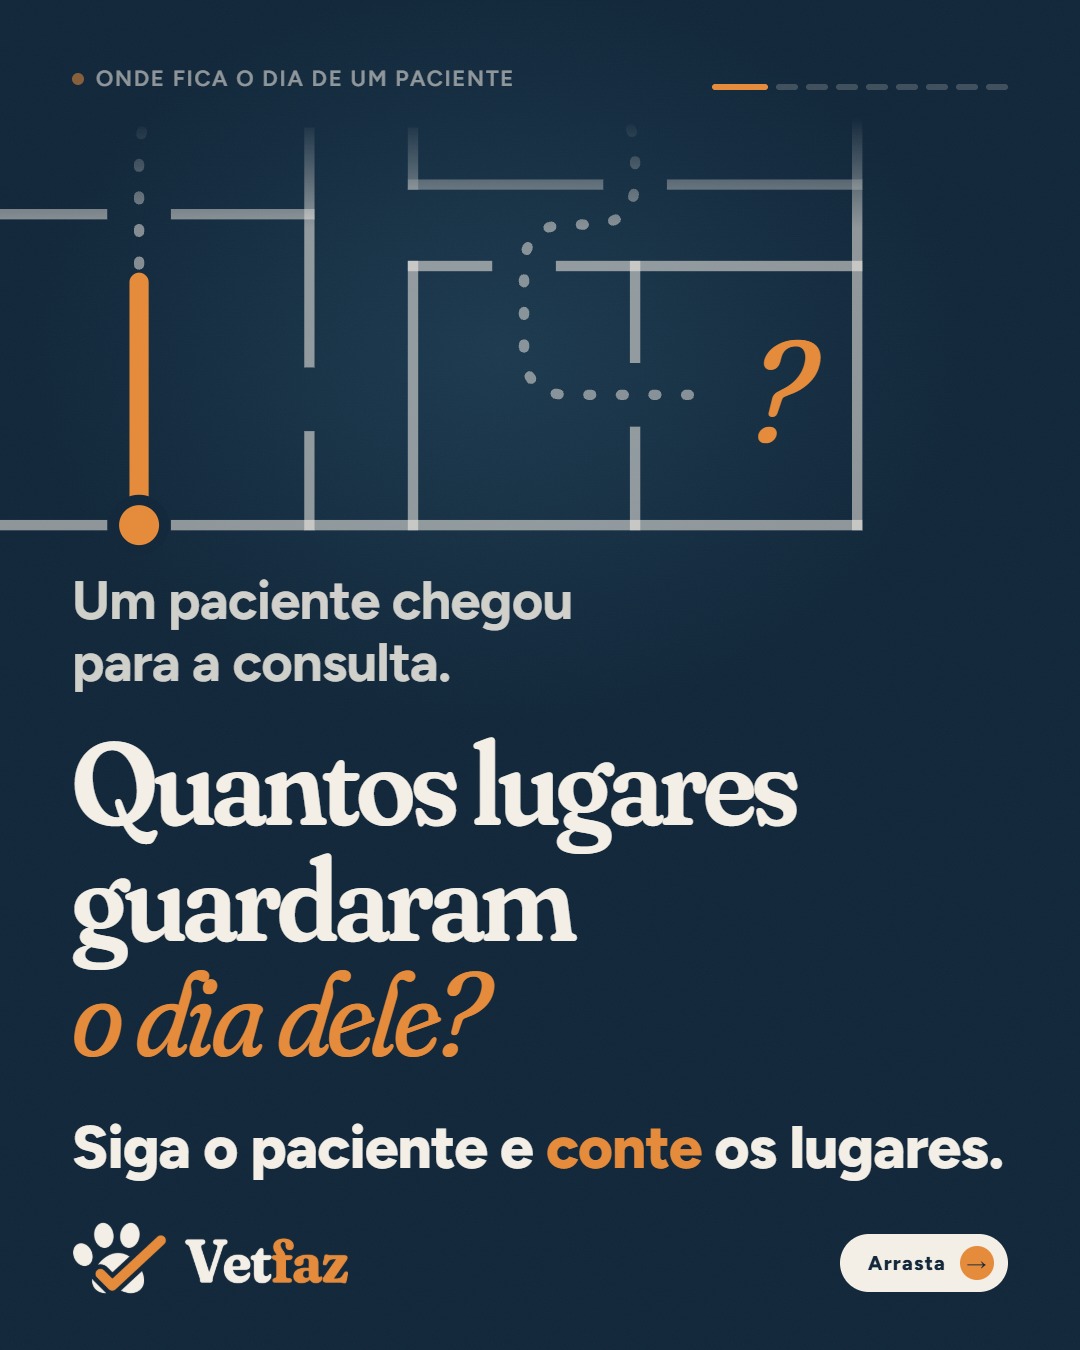 ONDE FICA O DIA DE UM PACIENTE
?
Um paciente chegou
para a consulta.
Quantos lugares
guardaram
o dia dele?
Siga o paciente e conte os lugares.
Vetfaz
Arrasta →